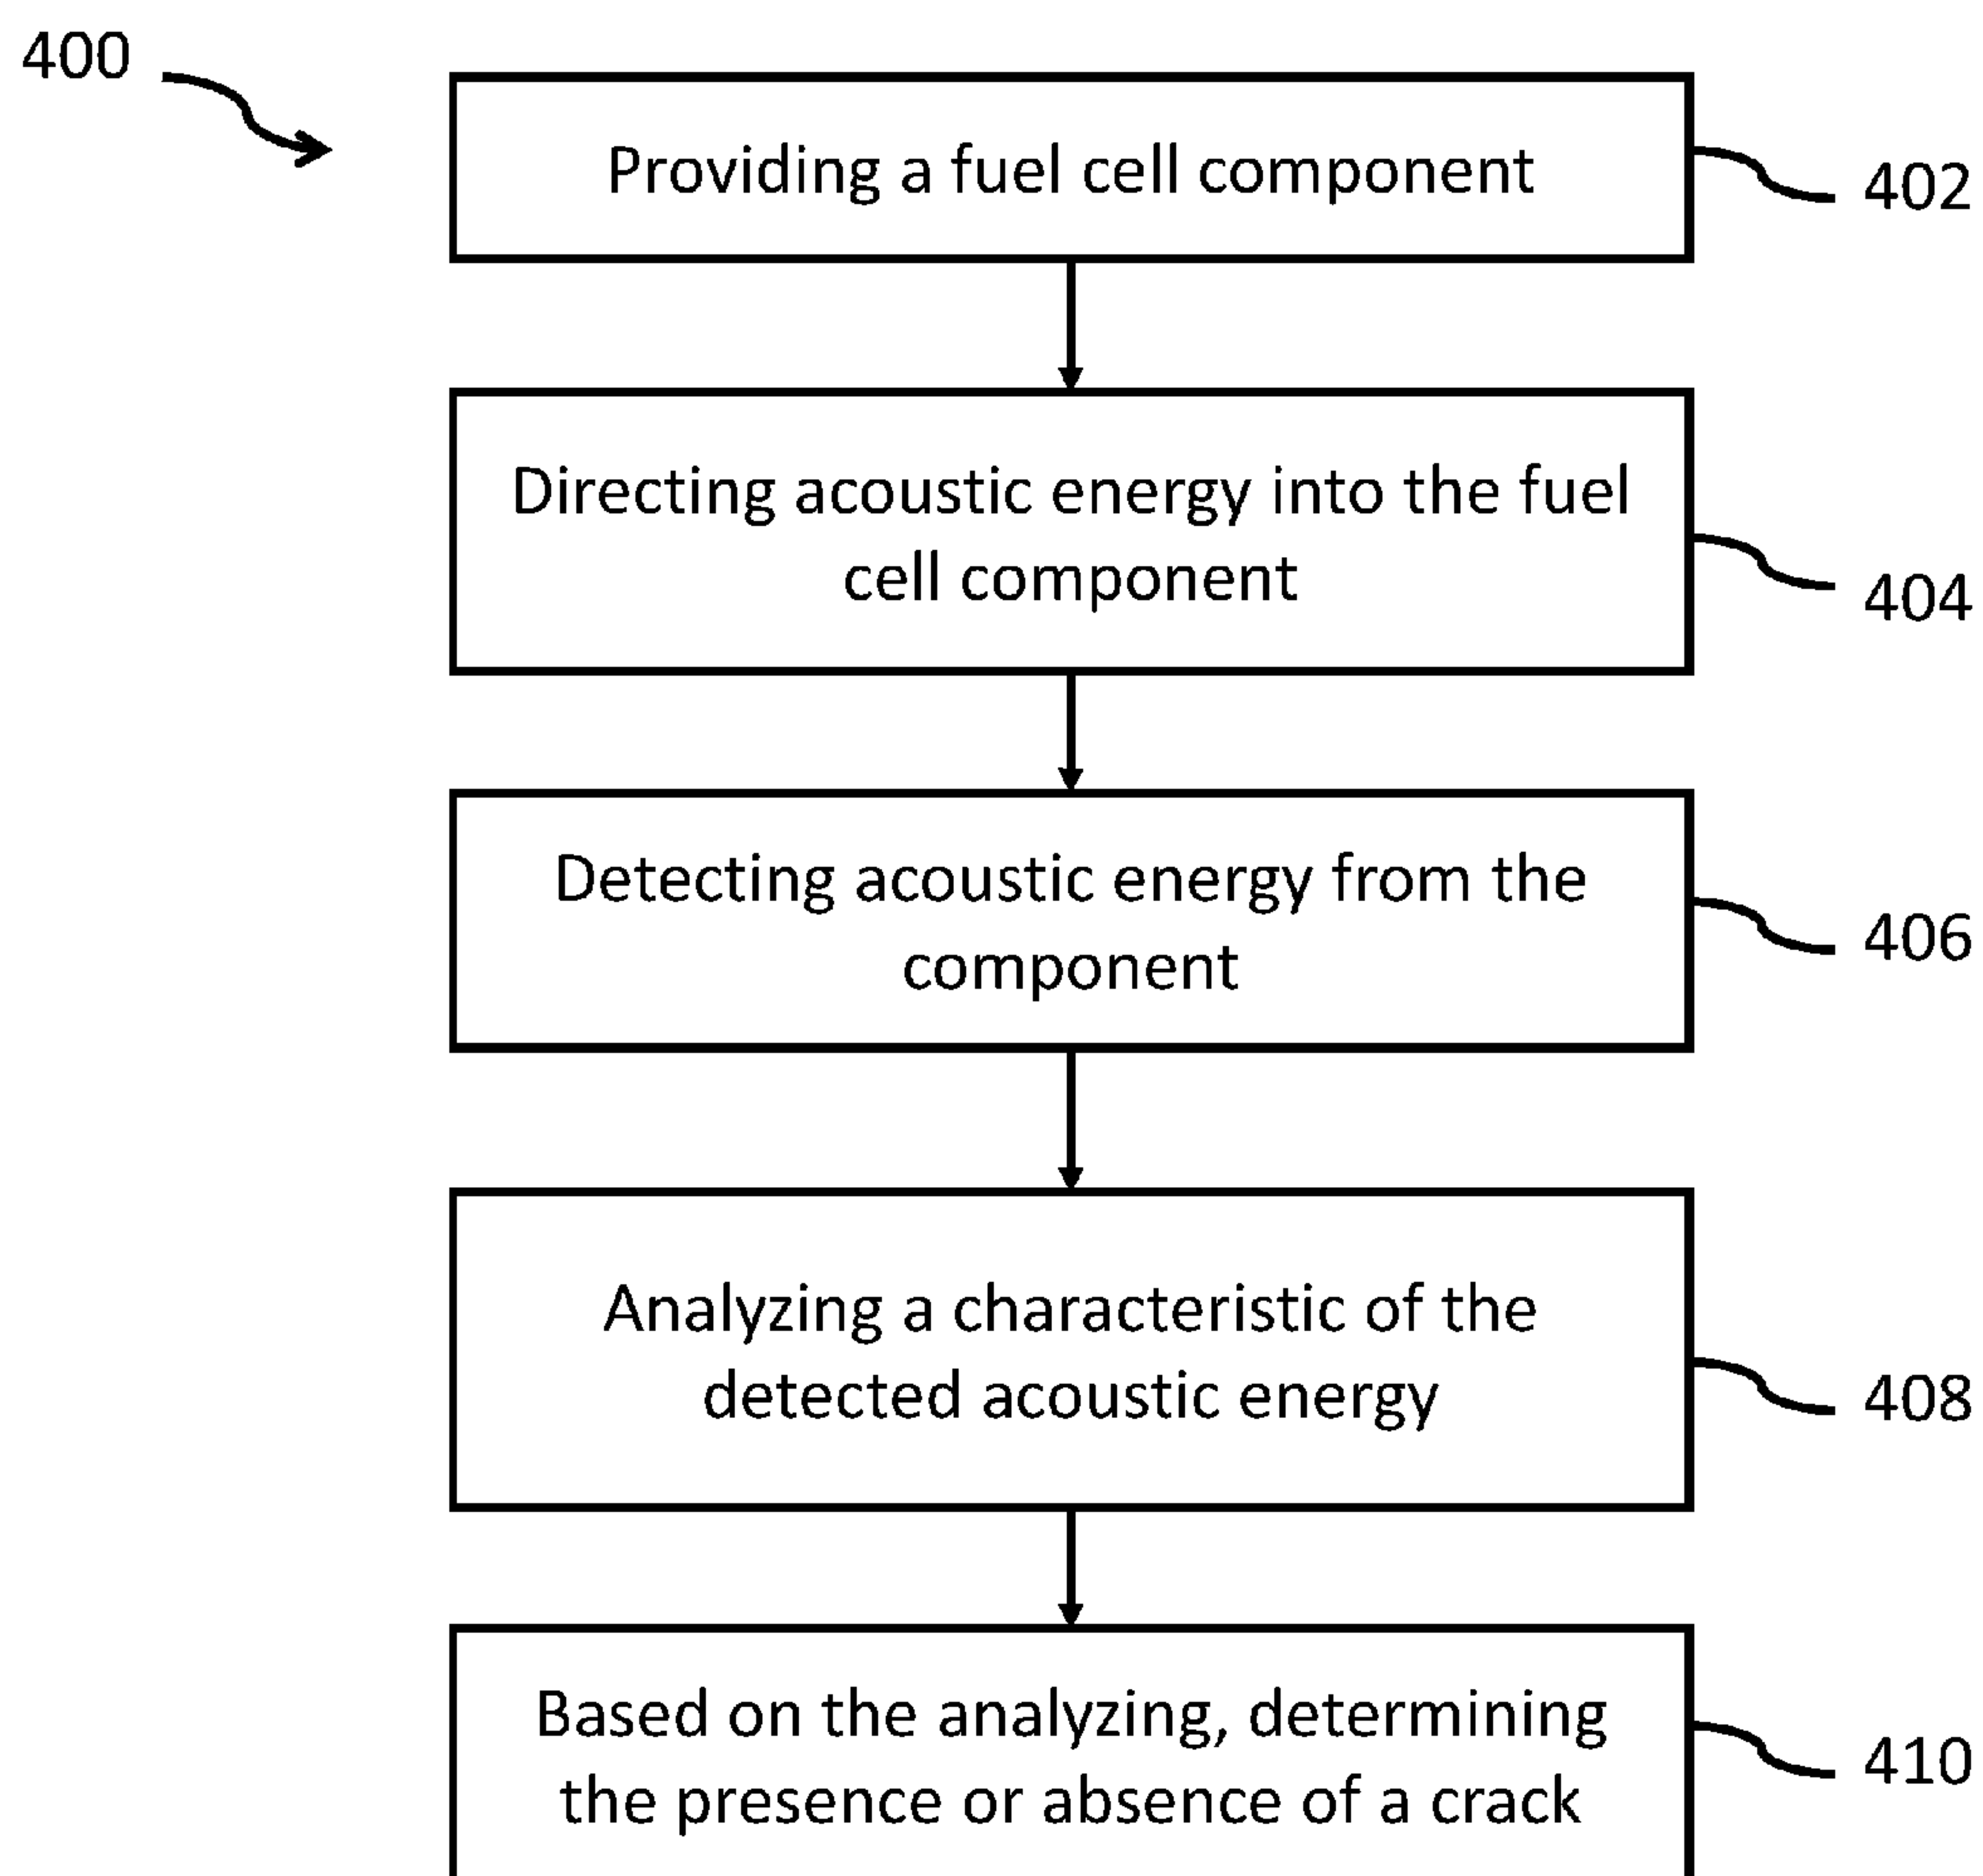 400
Providing a fuel cell component
402
Directing acoustic energy into the fuel
cell component
404
Detecting acoustic energy from the
component
406
Analyzing a characteristic of the
detected acoustic energy
408
Based on the analyzing, determining
the presence or absence of a crack
410